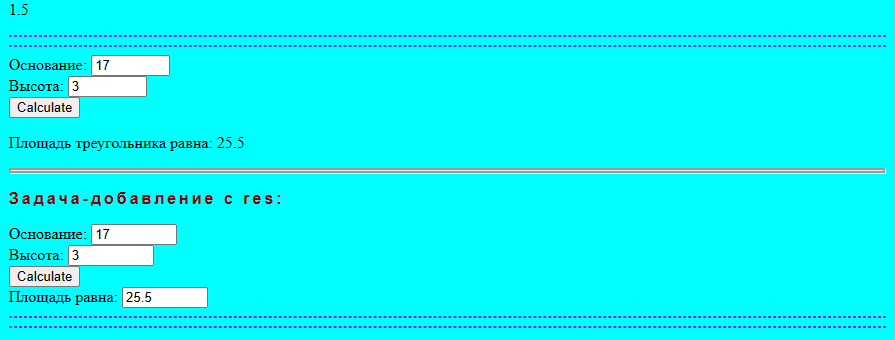 1.5
Основание: 17
Высота: 3
Calculate
Площадь треугольника равна: 25.5
Задача-добавление с res:
Основание: 17
Высота: 3
Calculate
Площадь равна: 25.5